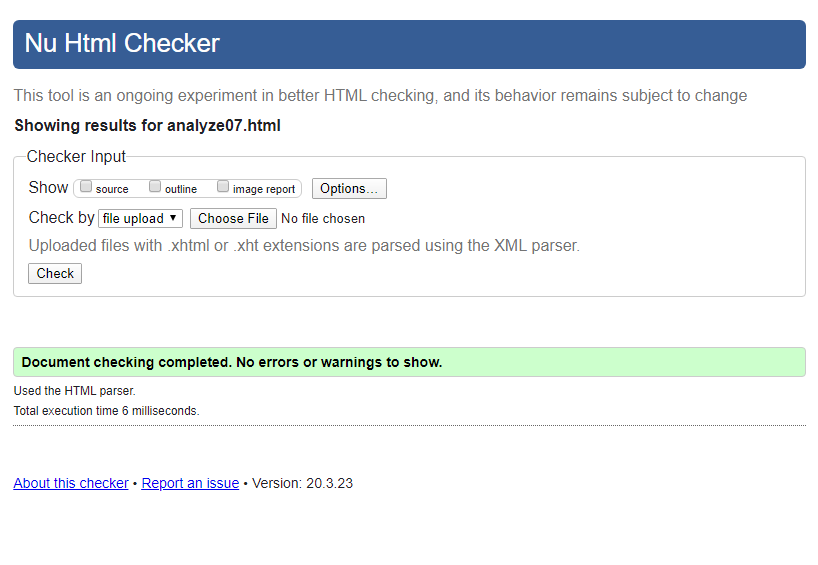 Nu Html Checker
This tool is an ongoing experiment in better HTML checking, and its behavior remains subject to change
Showing results for analyze07.html
Checker Input
Show source outline image report Options...
Check by file upload ▼ Choose File No file chosen
Uploaded files with .xhtml or .xht extensions are parsed using the XML parser.
Check
Document checking completed. No errors or warnings to show.
Used the HTML parser.
Total execution time 6 milliseconds.
About this checker • Report an issue • Version: 20.3.23